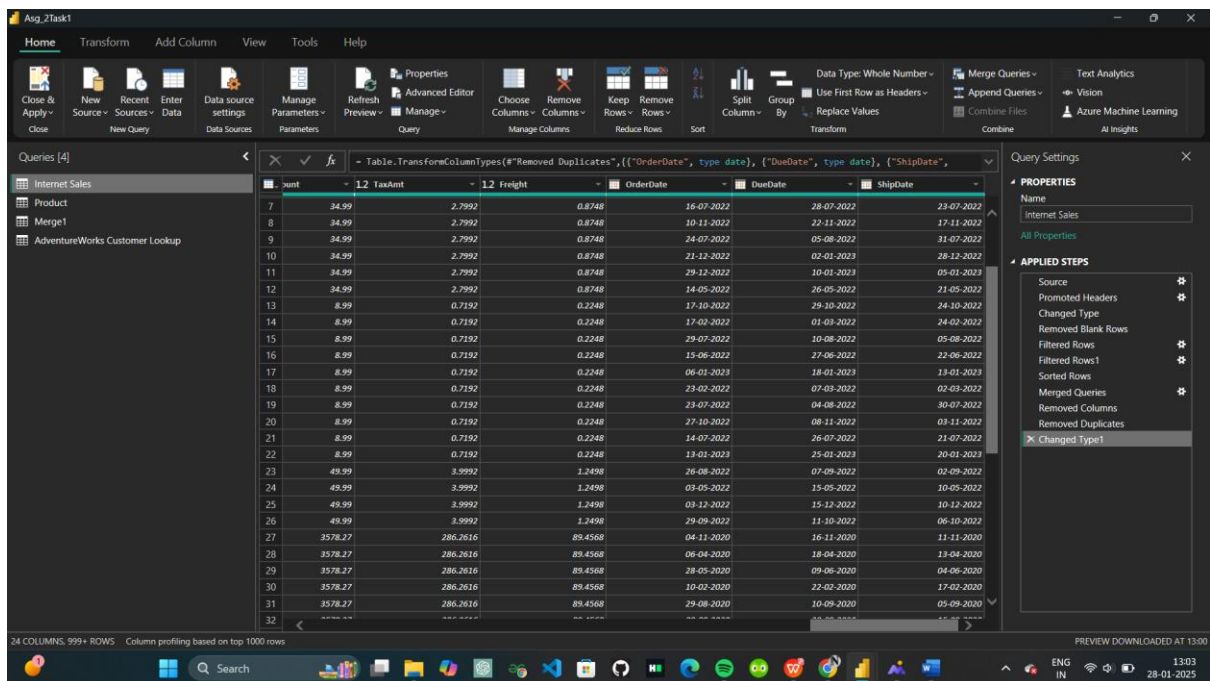 Asg_2Task1
Home Transform Add Column View Tools Help
Close & Apply
New Source
Recent Sources
Enter Data
Data source settings
Manage Parameters
Refresh Preview
Properties
Advanced Editor
Manage
Choose Columns
Remove Columns
Keep Rows
Remove Rows
Split Column
Group By
Data Type: Whole Number
Use First Row as Headers
Replace Values
Merge Queries
Append Queries
Combine Files
Text Analytics
Vision
Azure Machine Learning
Close New Query Data Sources Parameters Query Manage Columns Reduce Rows Sort Transform Combine AI Insights
Queries [4]
Internet Sales
Product
Merge1
AdventureWorks Customer Lookup
fx = Table.TransformColumnTypes(#"Removed Duplicates",{{"OrderDate", type date}, {"DueDate", type date}, {"ShipDate",
ount 1.2 TaxAmt 1.2 Freight OrderDate DueDate ShipDate
7 34.99 2.7992 0.8748 16-07-2022 28-07-2022 23-07-2022
8 34.99 2.7992 0.8748 10-11-2022 22-11-2022 17-11-2022
9 34.99 2.7992 0.8748 24-07-2022 05-08-2022 31-07-2022
10 34.99 2.7992 0.8748 21-12-2022 02-01-2023 28-12-2022
11 34.99 2.7992 0.8748 29-12-2022 10-01-2023 05-01-2023
12 34.99 2.7992 0.8748 14-05-2022 26-05-2022 21-05-2022
13 8.99 0.7192 0.2248 17-10-2022 29-10-2022 24-10-2022
14 8.99 0.7192 0.2248 17-02-2022 01-03-2022 24-02-2022
15 8.99 0.7192 0.2248 29-07-2022 10-08-2022 05-08-2022
16 8.99 0.7192 0.2248 15-06-2022 27-06-2022 22-06-2022
17 8.99 0.7192 0.2248 06-01-2023 18-01-2023 13-01-2023
18 8.99 0.7192 0.2248 23-02-2022 07-03-2022 02-03-2022
19 8.99 0.7192 0.2248 23-07-2022 04-08-2022 30-07-2022
20 8.99 0.7192 0.2248 27-10-2022 08-11-2022 03-11-2022
21 8.99 0.7192 0.2248 14-07-2022 26-07-2022 21-07-2022
22 8.99 0.7192 0.2248 13-01-2023 25-01-2023 20-01-2023
23 49.99 3.9992 1.2498 26-08-2022 07-09-2022 02-09-2022
24 49.99 3.9992 1.2498 03-05-2022 15-05-2022 10-05-2022
25 49.99 3.9992 1.2498 03-12-2022 15-12-2022 10-12-2022
26 49.99 3.9992 1.2498 29-09-2022 11-10-2022 06-10-2022
27 3578.27 286.2616 89.4568 04-11-2020 16-11-2020 11-11-2020
28 3578.27 286.2616 89.4568 06-04-2020 18-04-2020 13-04-2020
29 3578.27 286.2616 89.4568 28-05-2020 09-06-2020 04-06-2020
30 3578.27 286.2616 89.4568 10-02-2020 22-02-2020 17-02-2020
31 3578.27 286.2616 89.4568 29-08-2020 10-09-2020 05-09-2020
32
Query Settings
PROPERTIES
Name
Internet Sales
All Properties
APPLIED STEPS
Source
Promoted Headers
Changed Type
Removed Blank Rows
Filtered Rows
Filtered Rows1
Sorted Rows
Merged Queries
Removed Columns
Removed Duplicates
Changed Type1
24 COLUMNS, 999+ ROWS Column profiling based on top 1000 rows PREVIEW DOWNLOADED AT 13:00
Search
ENG
IN
13:03
28-01-2025